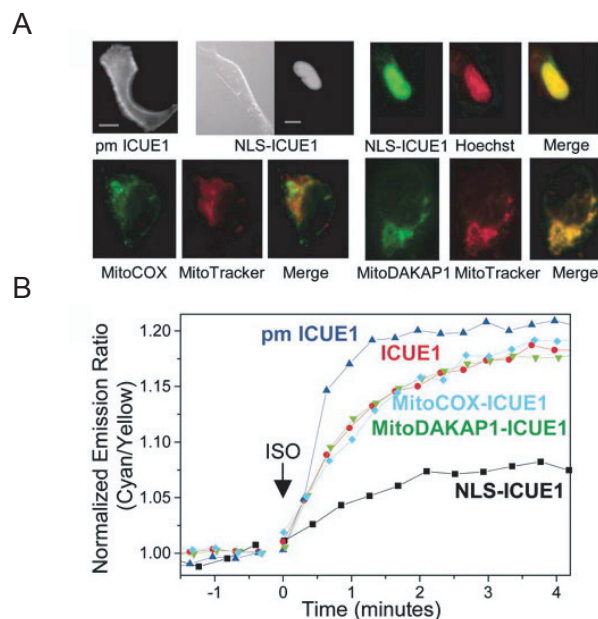 A
pm ICUE1 NLS-ICUE1 NLS-ICUE1 Hoechst Merge
MitoCOX MitoTracker Merge MitoDAKAP1 MitoTracker Merge
B
Normalized Emission Ratio
(Cyan/Yellow)
1.20
1.15
1.10
1.05
1.00
pm ICUE1
ICUE1
MitoCOX-ICUE1
MitoDAKAP1-ICUE1
ISO
NLS-ICUE1
-1 0 1 2 3 4
Time (minutes)